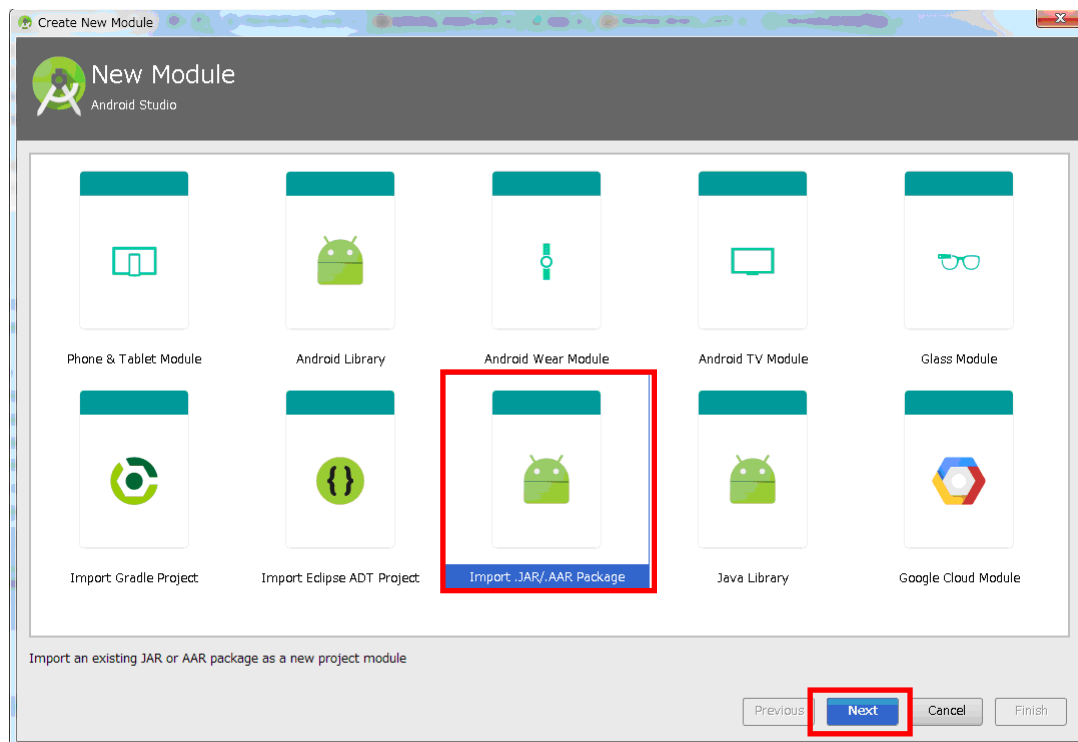 Create New Module
New Module
Android Studio
Phone & Tablet Module
Android Library
Android Wear Module
Android TV Module
Glass Module
Import Gradle Project
Import Eclipse ADT Project
Import .JAR/.AAR Package
Java Library
Google Cloud Module
Import an existing JAR or AAR package as a new project module
Previous
Next
Cancel
Finish